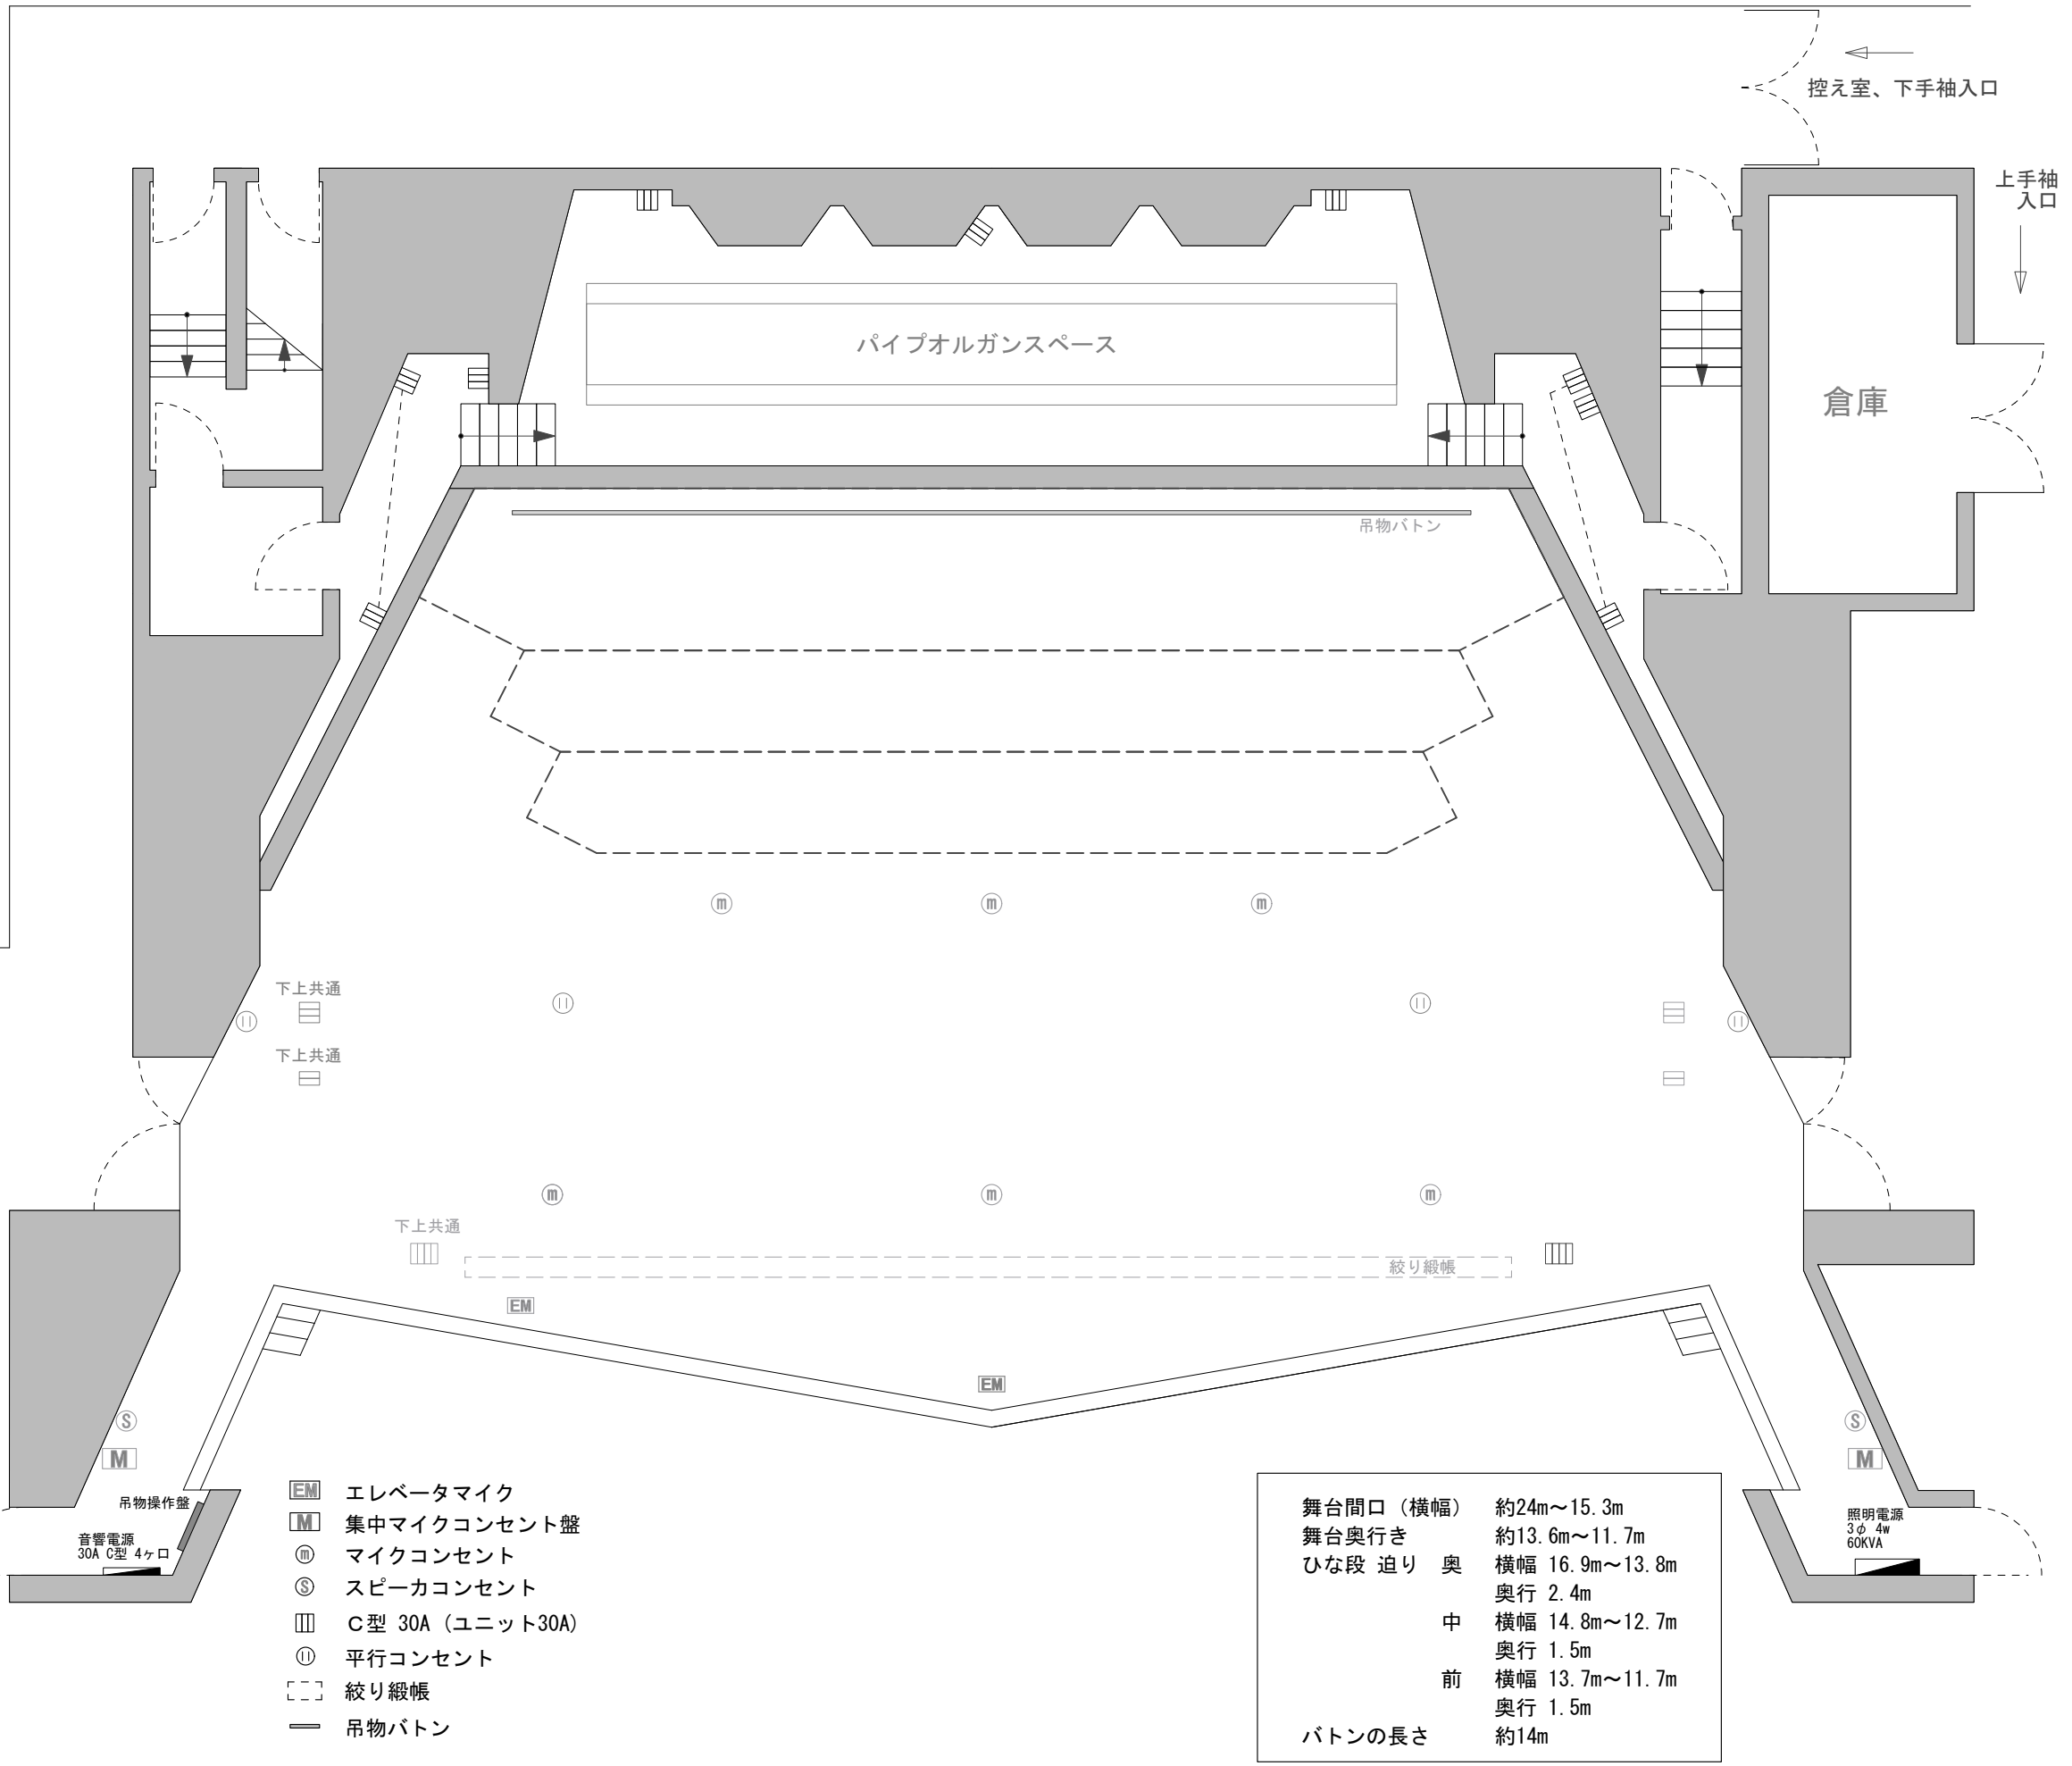 控え室、下手袖入口
上手袖
入口
パイプオルガンスペース
倉庫
吊物バトン
m
m
m
下上共通
下上共通
m
m
m
下上共通
絞り緞帳
EM
EM
S
S
M
M
吊物操作盤
音響電源
30A C型 4ヶ口
照明電源
3φ 4w
60KVA
EM エレベータマイク
M 集中マイクコンセント盤
m マイクコンセント
S スピーカコンセント
C型 30A (ユニット30A)
平行コンセント
絞り緞帳
吊物バトン
舞台間口（横幅） 約24m～15.3m
舞台奥行き 約13.6m～11.7m
ひな段 迫り 奥 横幅 16.9m～13.8m
奥行 2.4m
中 横幅 14.8m～12.7m
奥行 1.5m
前 横幅 13.7m～11.7m
奥行 1.5m
バトンの長さ 約14m